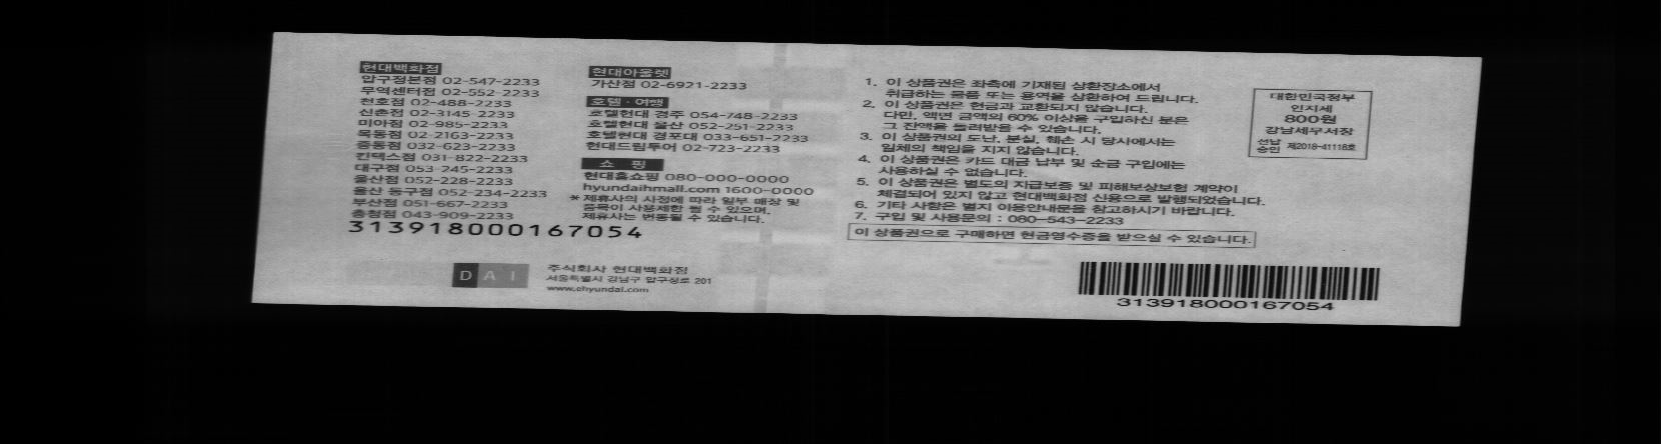 현대백화점
압구정본점 02-547-2233
무역센터점 02-552-2233
천호점 02-488-2233
신촌점 02-3145-2233
미아점 02-985-2233
목동점 02-2163-2233
중동점 032-623-2233
킨텍스점 031-822-2233
대구점 053-245-2233
울산점 052-228-2233
울산 동구점 052-234-2233
부산점 051-667-2233
충청점 043-909-2233
현대아울렛
가산점 02-6921-2233
호텔·여행
호텔현대 경주 054-748-2233
호텔현대 울산 052-251-2233
호텔현대 경포대 033-651-2233
현대드림투어 02-723-2233
쇼 핑
현대홈쇼핑 080-000-0000
hyundaihmall.com 1600-0000
* 제휴사의 사정에 따라 일부 매장 및
품목이 사용제한 될 수 있으며,
제휴사는 변동될 수 있습니다.
313918000167054
DAI
주식회사 현대백화점
서울특별시 강남구 압구정로 201
www.ehyundai.com
1. 이 상품권은 좌측에 기재된 상환장소에서
취급하는 물품 또는 용역을 상환하여 드립니다.
2. 이 상품권은 현금과 교환되지 않습니다.
다만, 액면 금액의 60% 이상을 구입하신 분은
그 잔액을 돌려받을 수 있습니다.
3. 이 상품권의 도난, 분실, 훼손 시 당사에서는
일체의 책임을 지지 않습니다.
4. 이 상품권은 카드 대금 납부 및 순금 구입에는
사용하실 수 없습니다.
5. 이 상품권은 별도의 지급보증 및 피해보상보험 계약이
체결되어 있지 않고 현대백화점 신용으로 발행되었습니다.
6. 기타 사항은 별지 이용안내문을 참고하시기 바랍니다.
7. 구입 및 사용문의 : 080-543-2233
이 상품권으로 구매하면 현금영수증을 받으실 수 있습니다.
대한민국정부
인지세
800원
강남세무서장
선납
승인 제2018-41118호
313918000167054